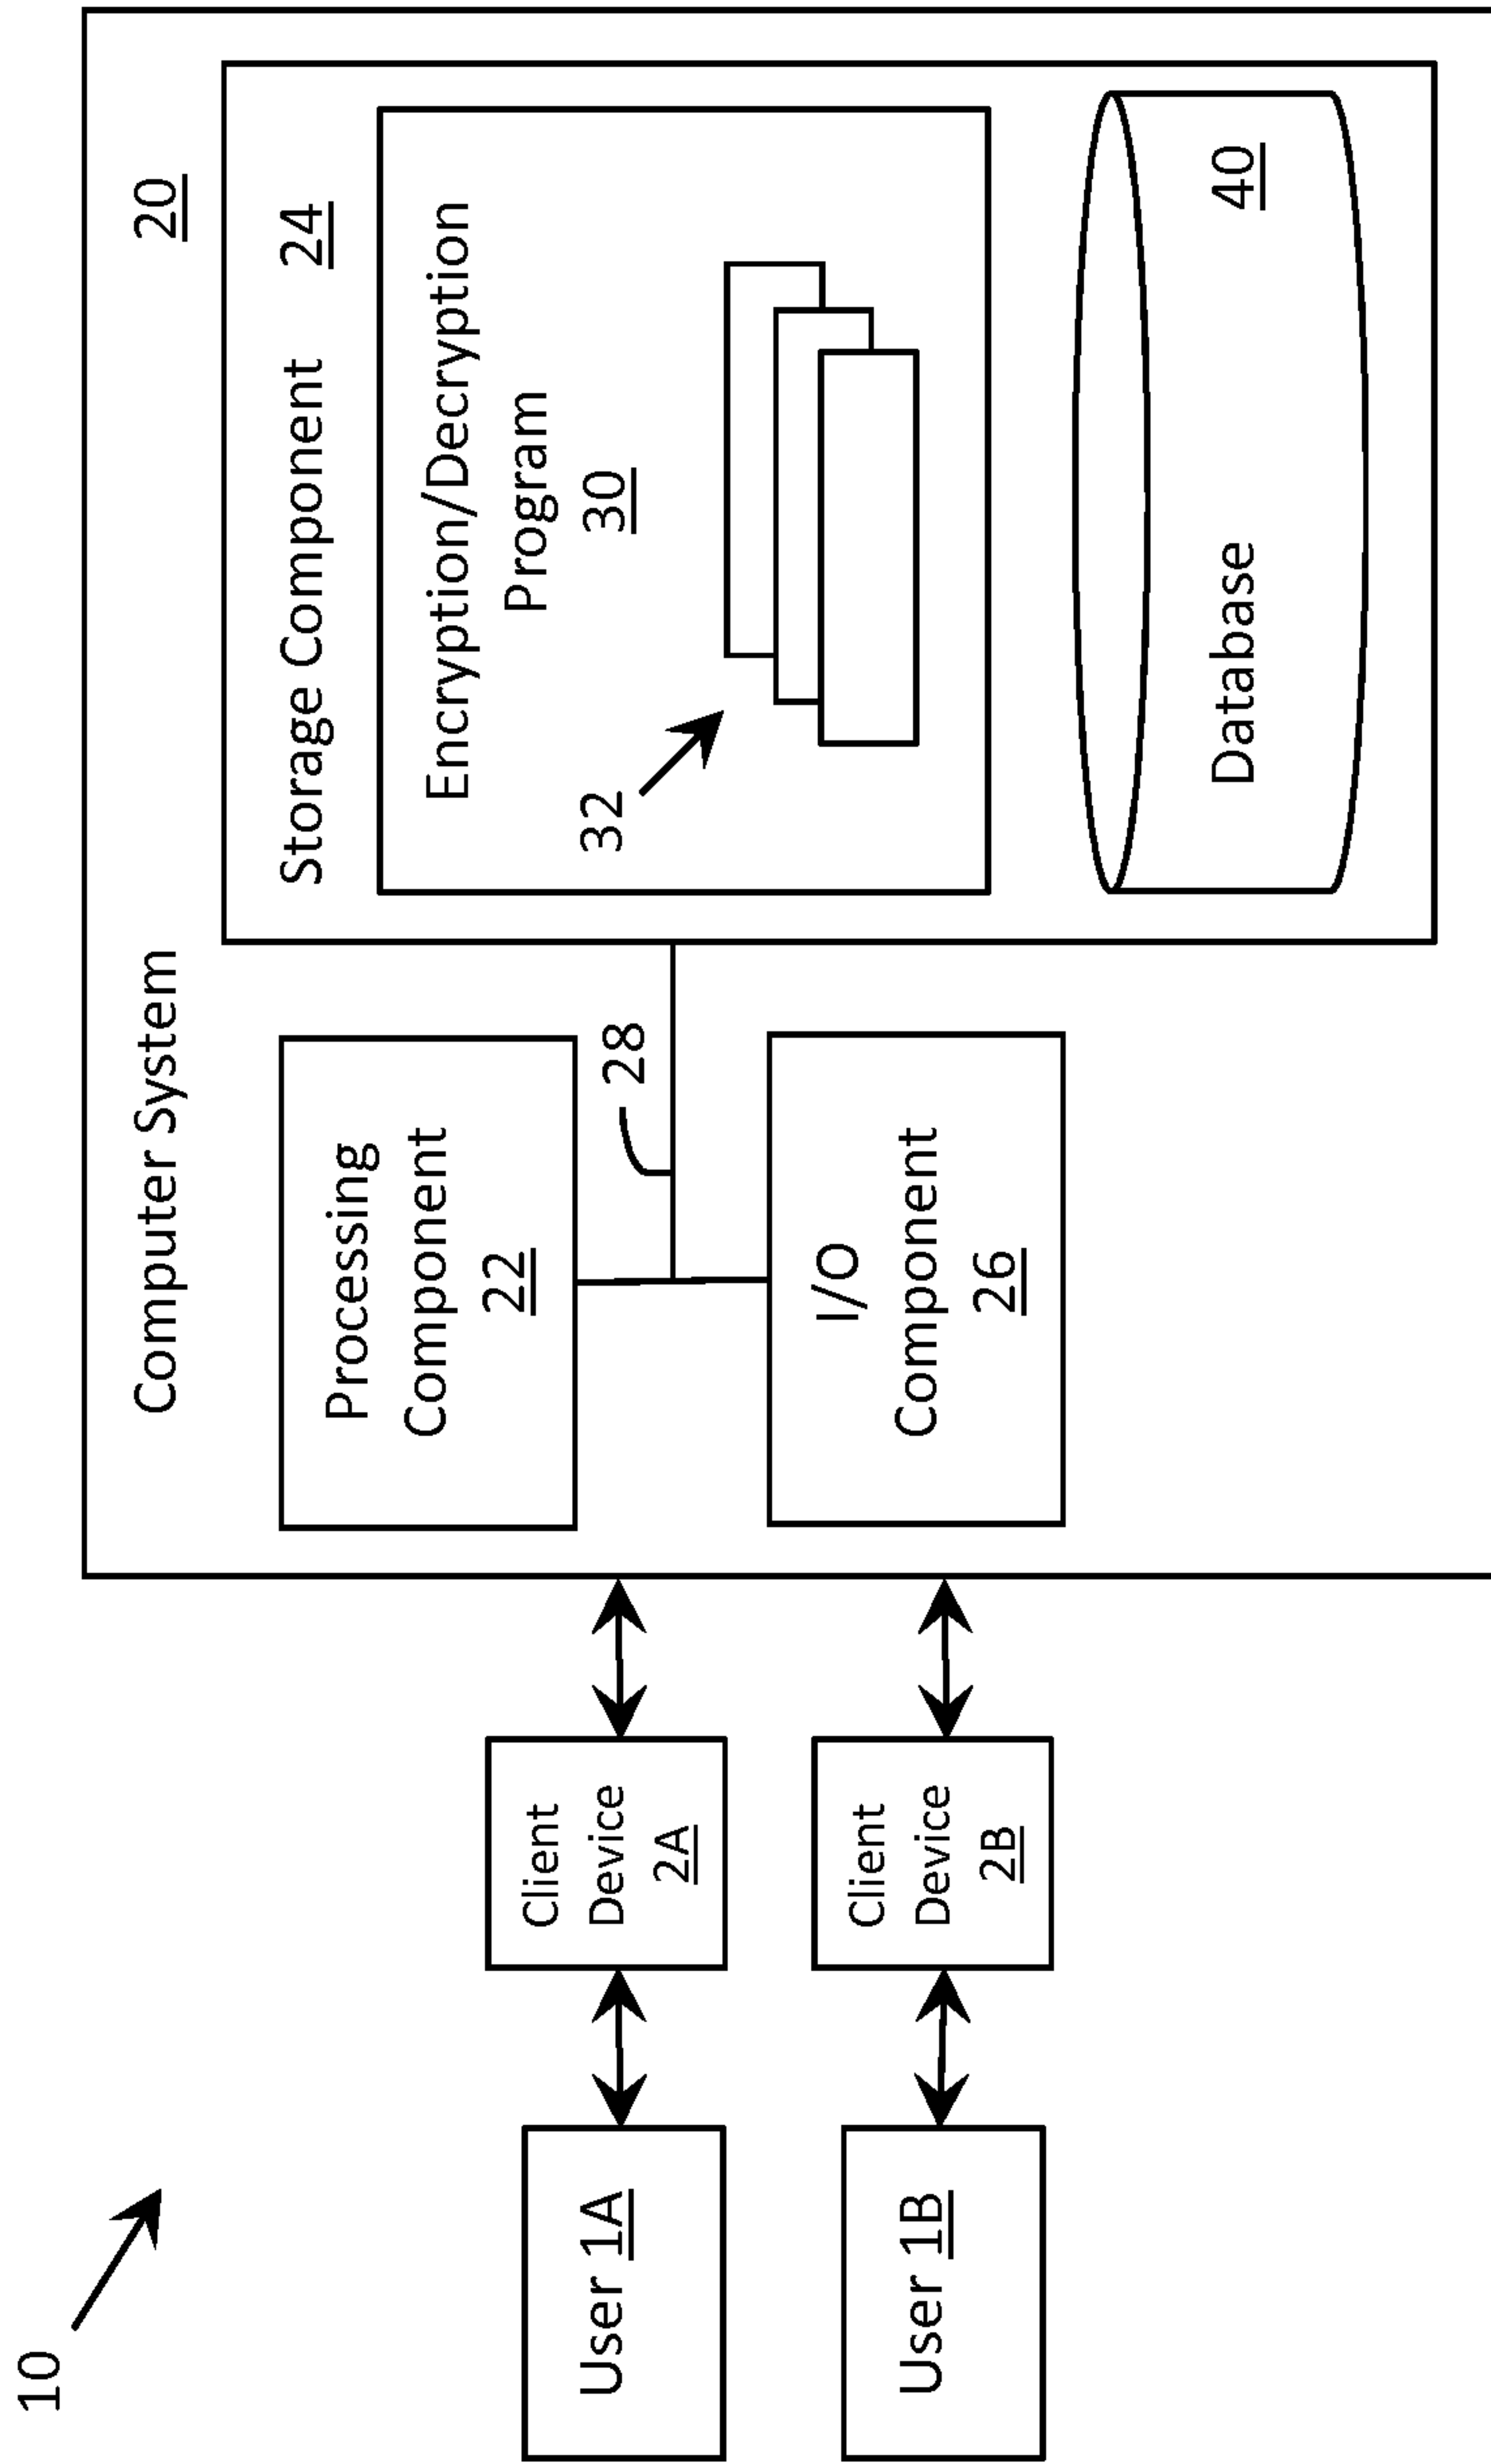 10
Computer System 20
Storage Component 24
Processing
Component
22
28
I/O
Component
26
Encryption/Decryption
Program
30
32
Database 40
Client
Device
2A
Client
Device
2B
User 1A
User 1B